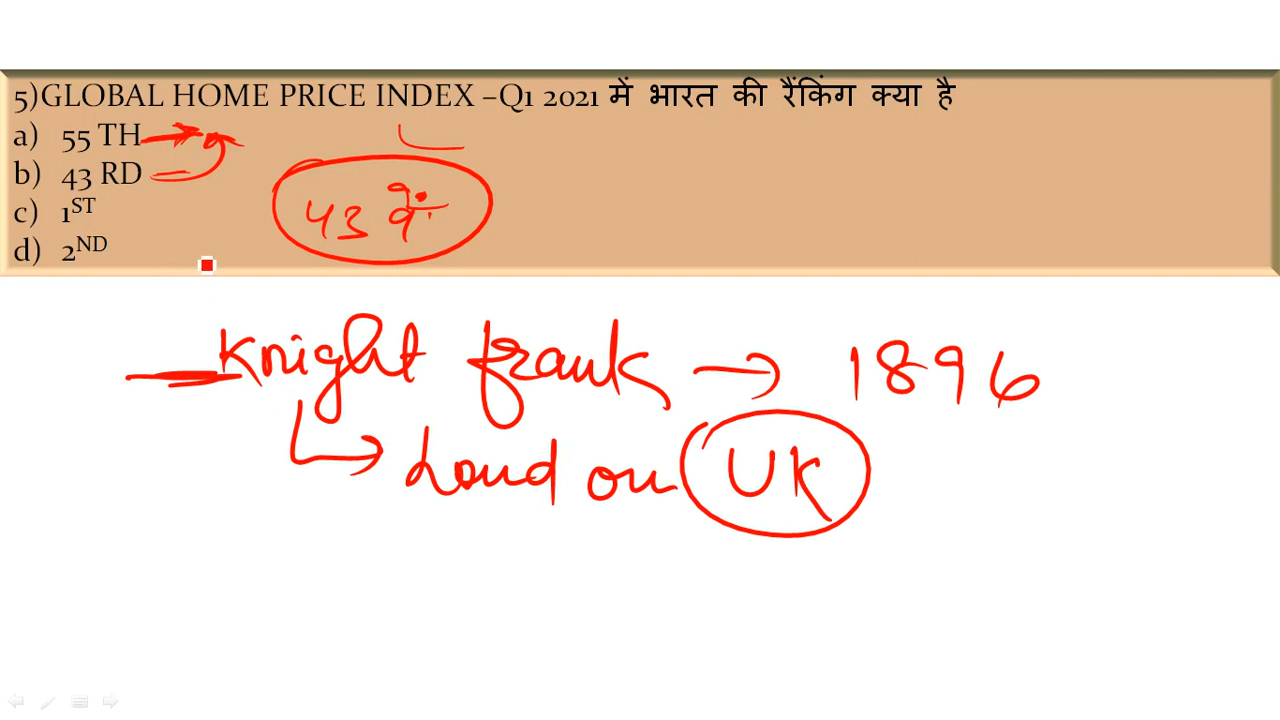 5)GLOBAL HOME PRICE INDEX –Q1 2021 में भारत की रैंकिंग क्या है
a) 55 TH
b) 43 RD
c) 1ST
d) 2ND
43 वें
Knight frank → 1896
London UK